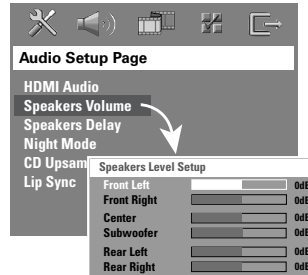 Audio Setup Page
HDMI Audio
Speakers Volume
Speakers Delay
Night Mode
CD Upsam
Lip Sync
Speakers Level Setup
Front Left 0dB
Front Right 0dB
Center 0dB
Subwoofer 0dB
Rear Left 0dB
Rear Right 0dB